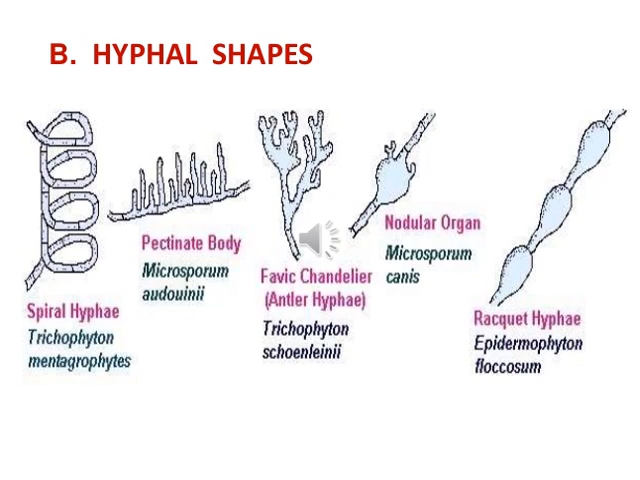 B. HYPHAL SHAPES
Spiral Hyphae
Trichophyton
mentagrophytes
Pectinate Body
Microsporum
audouinii
Favic Chandelier
(Antler Hyphae)
Trichophyton
schoenleinii
Nodular Organ
Microsporum
canis
Racquet Hyphae
Epidermophyton
floccosum